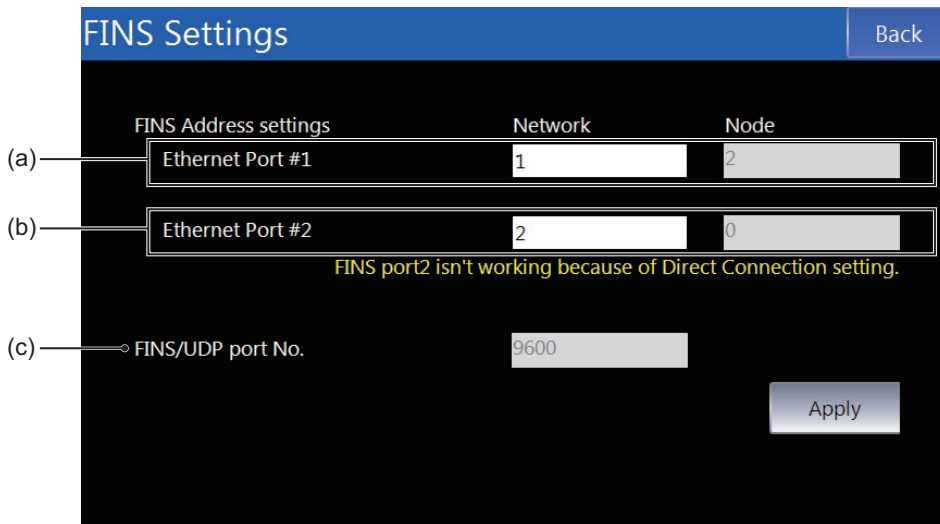 FINS Settings Back
FINS Address settings Network Node
(a) Ethernet Port #1 1 2
(b) Ethernet Port #2 2 0
FINS port2 isn't working because of Direct Connection setting.
(c) FINS/UDP port No. 9600
Apply